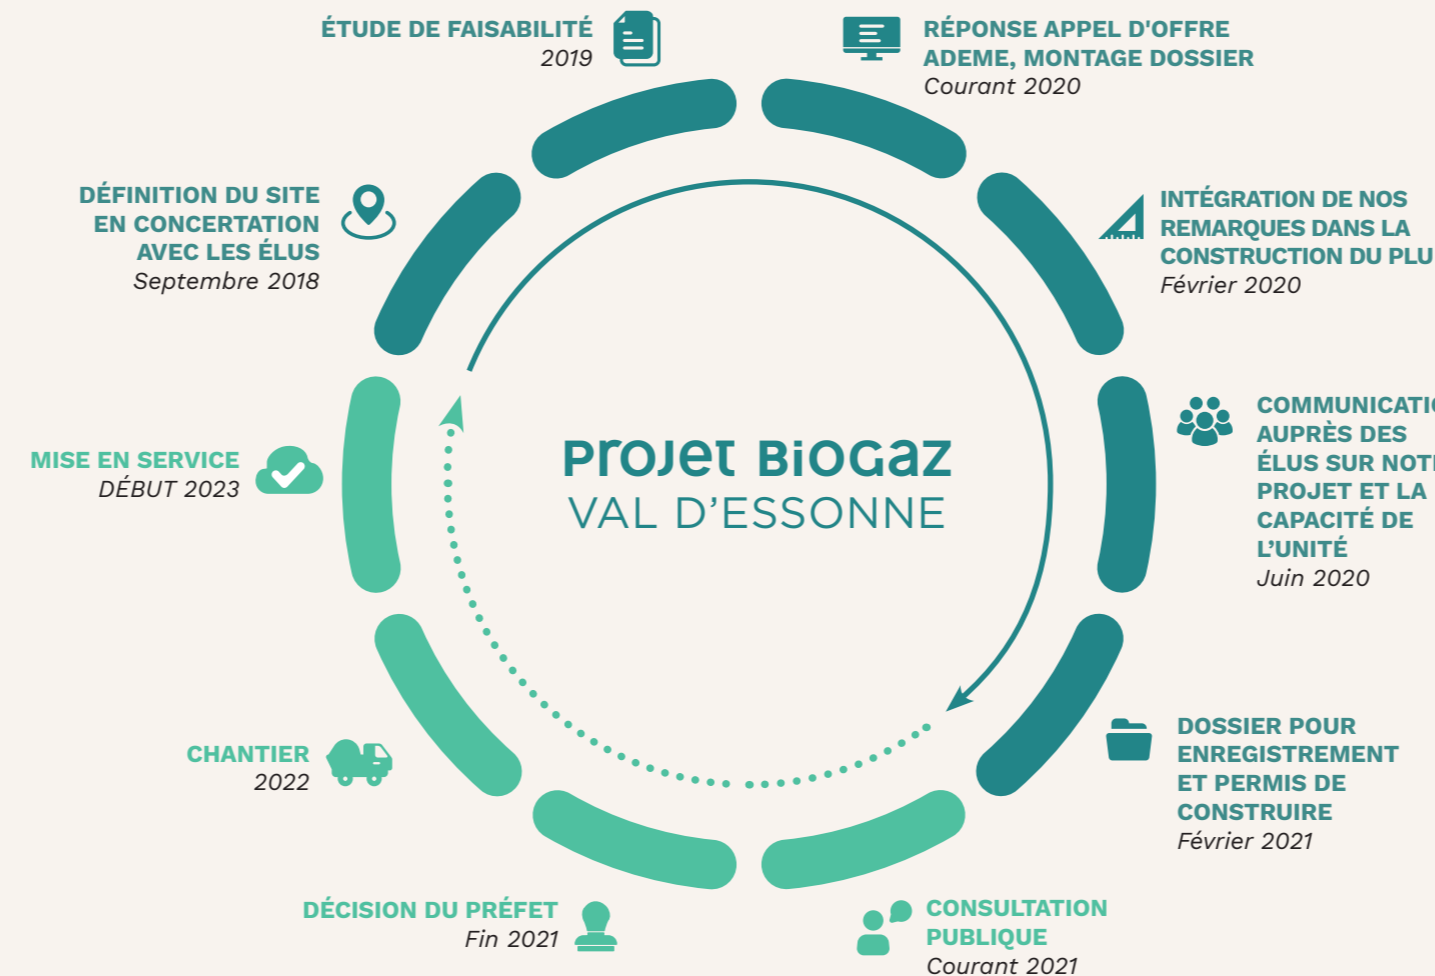 ÉTUDE DE FAISABILITÉ
2019
RÉPONSE APPEL D'OFFRE
ADEME, MONTAGE DOSSIER
Courant 2020
DÉFINITION DU SITE
EN CONCERTATION
AVEC LES ÉLUS
Septembre 2018
INTÉGRATION DE NOS
REMARQUES DANS LA
CONSTRUCTION DU PLU
Février 2020
MISE EN SERVICE
DÉBUT 2023
Projet Biogaz
VAL D’ESSONNE
AUPRÈS DES
ÉLUS SUR
PROJET ET LA
CAPACITÉ DE
L’UNITÉ
Juin 2020
CHANTIER
2022
DOSSIER POUR
ENREGISTREMENT
ET PERMIS DE
CONSTRUIRE
Février 2021
DÉCISION DU PRÉFET
Fin 2021
CONSULTATION
PUBLIQUE
Courant 2021